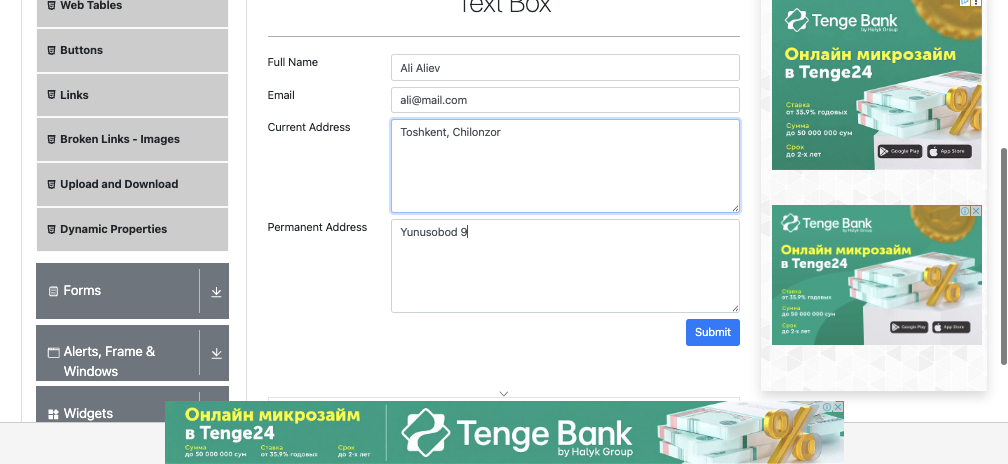 Web Tables
Buttons
Links
Broken Links - Images
Upload and Download
Dynamic Properties
Forms
Alerts, Frame &
Windows
Widgets
Text Box
Full Name
Ali Aliev
Email
ali@mail.com
Current Address
Toshkent, Chilonzor
Permanent Address
Yunusobod 9
Submit
Tenge Bank
by Halyk Group
Онлайн микрозайм
в Tenge24
Ставка
от 35.9% годовых
Сумма
до 50 000 000 сум
Срок
до 2-х лет
Google Play
App Store
Tenge Bank
by Halyk Group
Онлайн микрозайм
в Tenge24
Ставка
от 35.9% годовых
Сумма
до 50 000 000 сум
Срок
до 2-х лет
Google Play
App Store
Онлайн микрозайм
в Tenge24
Сумма Ставка Срок
до 50 000 000 сум от 35.9% годовых до 2-х лет
Tenge Bank
by Halyk Group